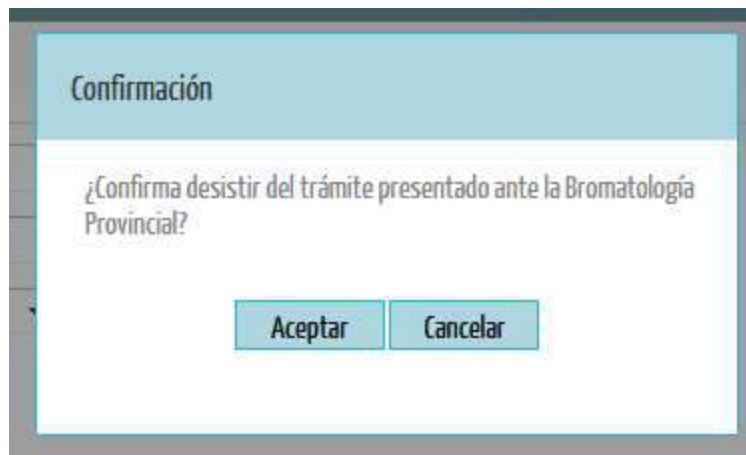 Confirmación
¿Confirma desistir del trámite presentado ante la Bromatología
Provincial?
Aceptar Cancelar